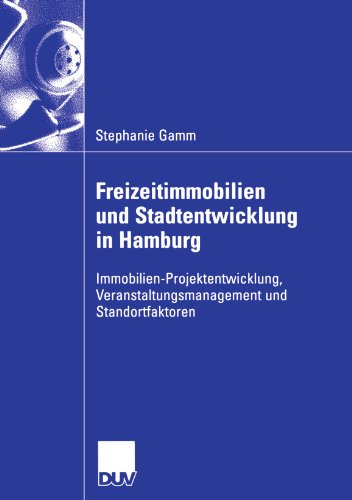 Stephanie Gamm
Freizeitimmobilien
und Stadtentwicklung
in Hamburg
Immobilien-Projektentwicklung,
Veranstaltungsmanagement und
Standortfaktoren
DUV